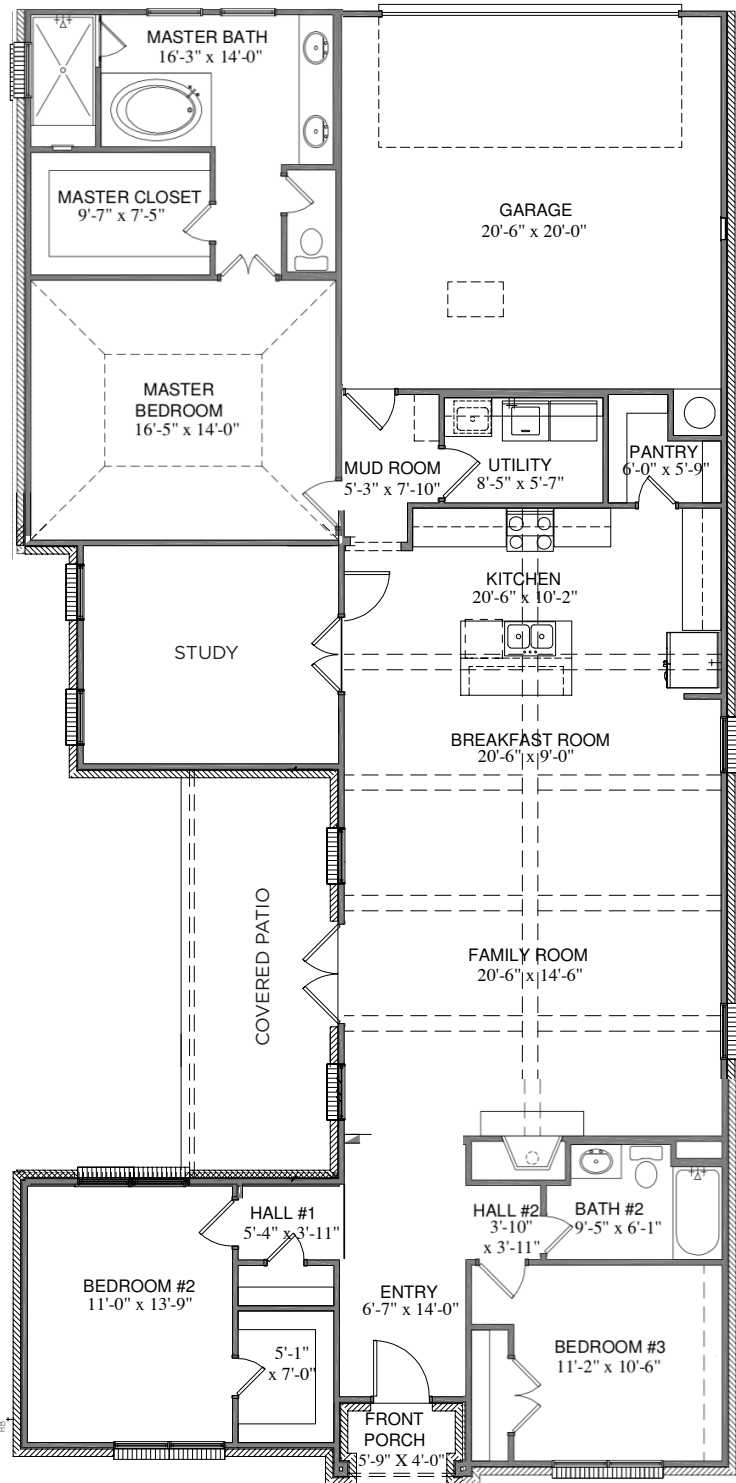 MASTER BATH
16'-3" x 14'-0"
MASTER CLOSET
9'-7" x 7'-5"
GARAGE
20'-6" x 20'-0"
MASTER
BEDROOM
16'-5" x 14'-0"
MUD ROOM
5'-3" x 7'-10"
UTILITY
8'-5" x 5'-7"
PANTRY
6'-0" x 5'-9"
KITCHEN
20'-6" x 10'-2"
STUDY
BREAKFAST ROOM
20'-6" x 9'-0"
COVERED PATIO
FAMILY ROOM
20'-6" x 14'-6"
HALL #1
5'-4" x 3'-11"
HALL #2
3'-10"
x 3'-11"
BATH #2
9'-5" x 6'-1"
BEDROOM #2
11'-0" x 13'-9"
ENTRY
6'-7" x 14'-0"
5'-1"
x 7'-0"
BEDROOM #3
11'-2" x 10'-6"
FRONT
PORCH
5'-9" X 4'-0"
HB